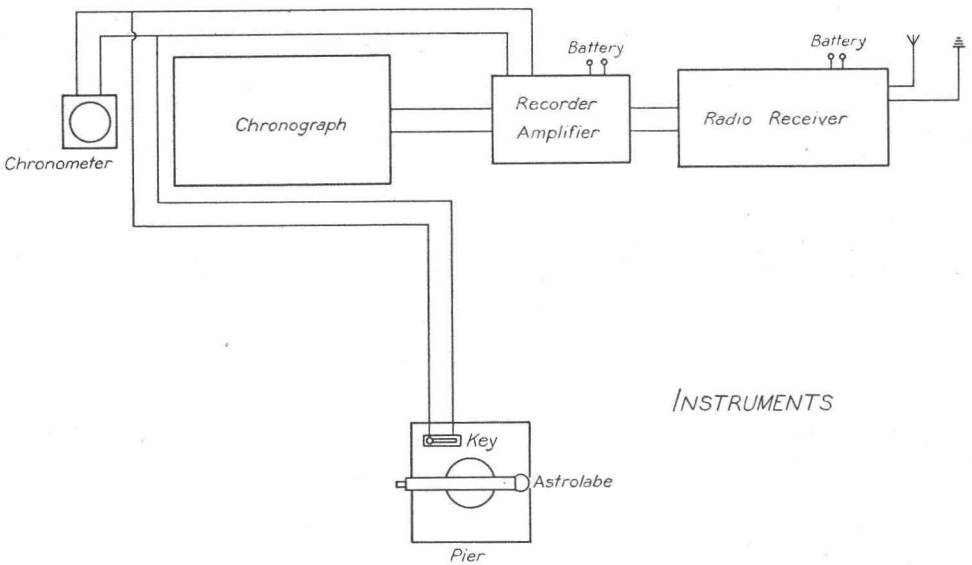 Battery
Battery
Chronograph
Recorder
Amplifier
Radio Receiver
Chronometer
INSTRUMENTS
Key
Astrolabe
Pier